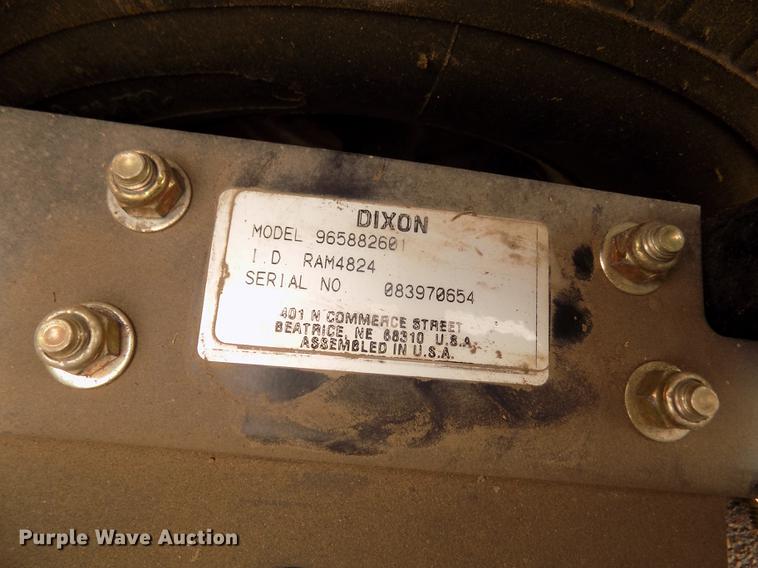 DIXON
MODEL 965882601
I.D RAM4824
SERIAL NO. 083970654
401 N COMMERCE STREET
BEATRICE, NE 68310 U.S.A.
ASSEMBLED IN U.S.A.
Purple Wave Auction